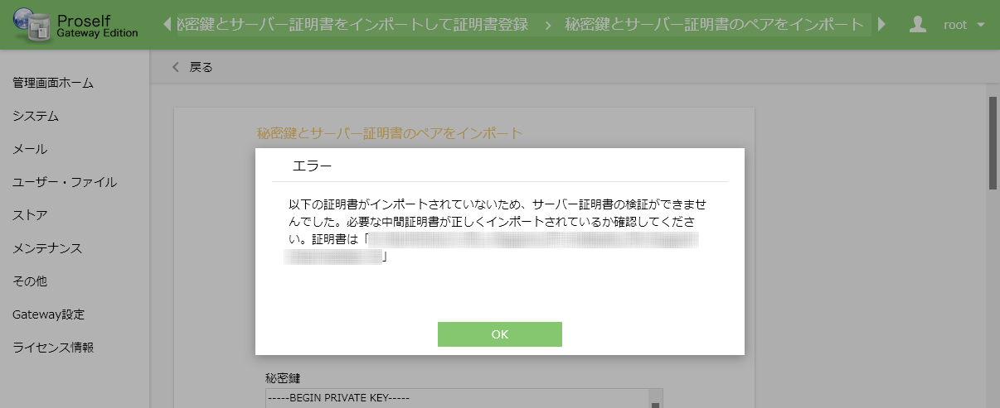 Proself
Gateway Edition
秘密鍵とサーバー証明書をインポートして証明書登録 > 秘密鍵とサーバー証明書のペアをインポート
root
戻る
管理画面ホーム
システム
メール
ユーザー・ファイル
ストア
メンテナンス
その他
Gateway設定
ライセンス情報
秘密鍵とサーバー証明書のペアをインポート
エラー
以下の証明書がインポートされていないため、サーバー証明書の検証ができませ
んでした。必要な中間証明書が正しくインポートされているか確認してくださ
い。証明書は「
」
OK
秘密鍵
-----BEGIN PRIVATE KEY-----